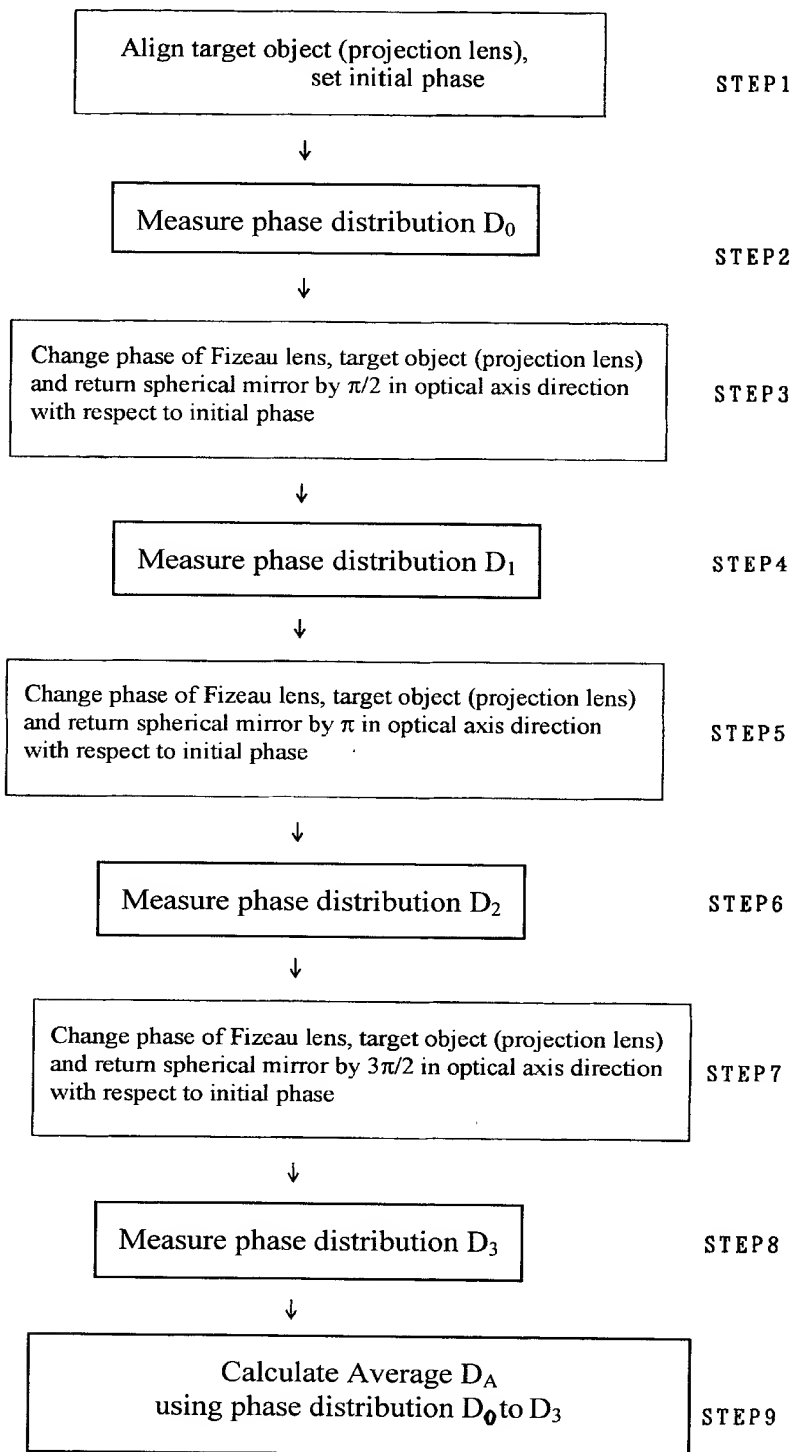 Align target object (projection lens),
set initial phase
STEP1
↓
Measure phase distribution D₀
STEP2
↓
Change phase of Fizeau lens, target object (projection lens)
and return spherical mirror by π/2 in optical axis direction
with respect to initial phase
STEP3
↓
Measure phase distribution D₁
STEP4
↓
Change phase of Fizeau lens, target object (projection lens)
and return spherical mirror by π in optical axis direction
with respect to initial phase
STEP5
↓
Measure phase distribution D₂
STEP6
↓
Change phase of Fizeau lens, target object (projection lens)
and return spherical mirror by 3π/2 in optical axis direction
with respect to initial phase
STEP7
↓
Measure phase distribution D₃
STEP8
↓
Calculate Average D_A
using phase distribution D₀ to D₃
STEP9